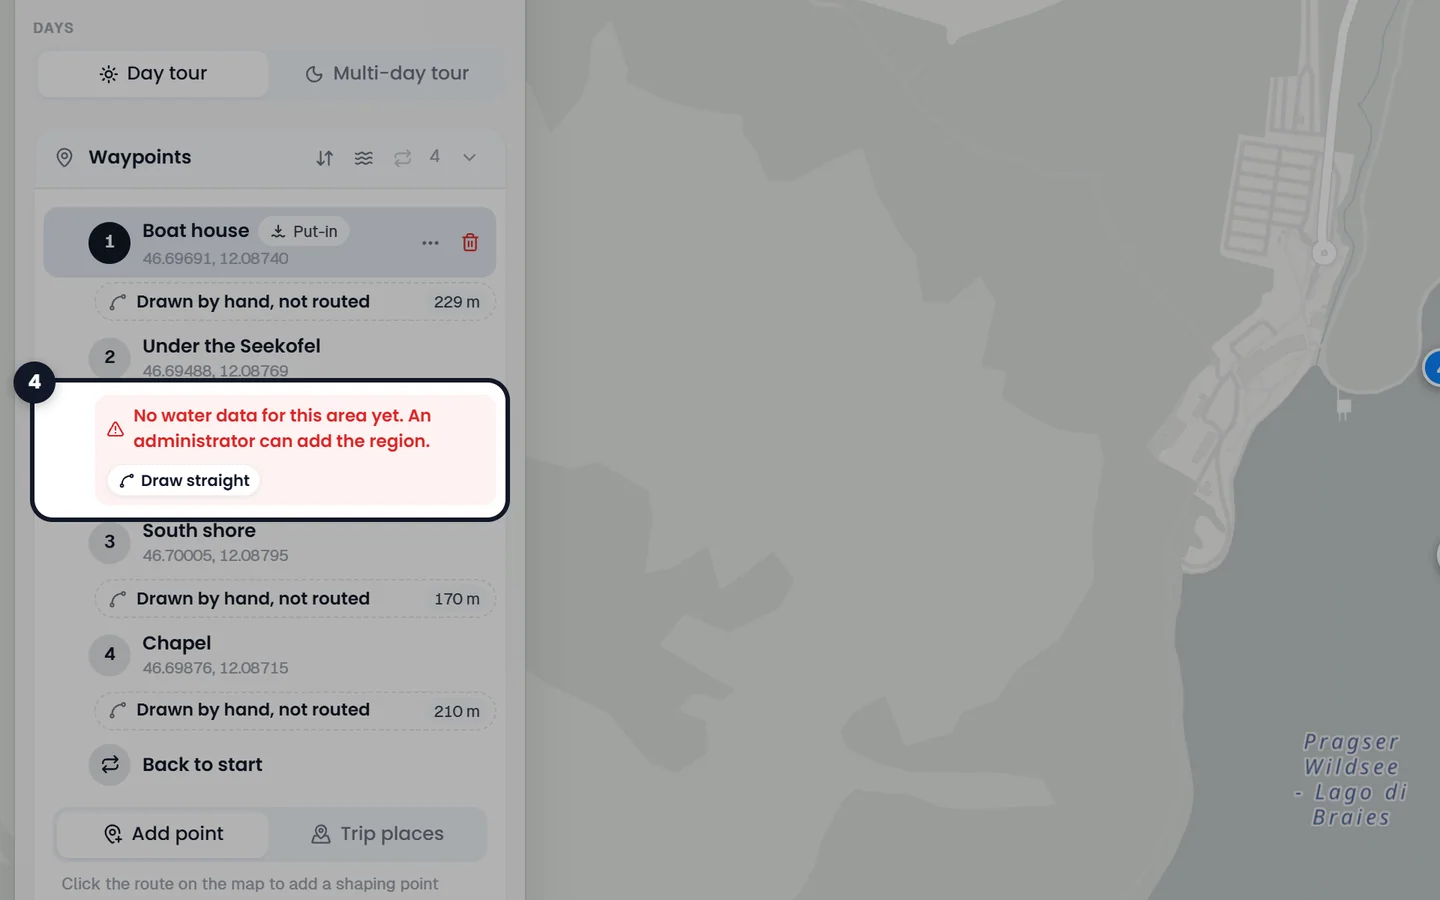 DAYS
Day tour
Multi-day tour
Waypoints
4
1
Boat house
Put-in
46.69691, 12.08740
Drawn by hand, not routed
229 m
2
Under the Seekofel
46.69488, 12.08769
4
No water data for this area yet. An
administrator can add the region.
Draw straight
3
South shore
46.70005, 12.08795
Drawn by hand, not routed
170 m
4
Chapel
46.69876, 12.08715
Drawn by hand, not routed
210 m
Back to start
Add point
Trip places
Click the route on the map to add a shaping point
Pragser
Wildsee
- Lago di
Braies